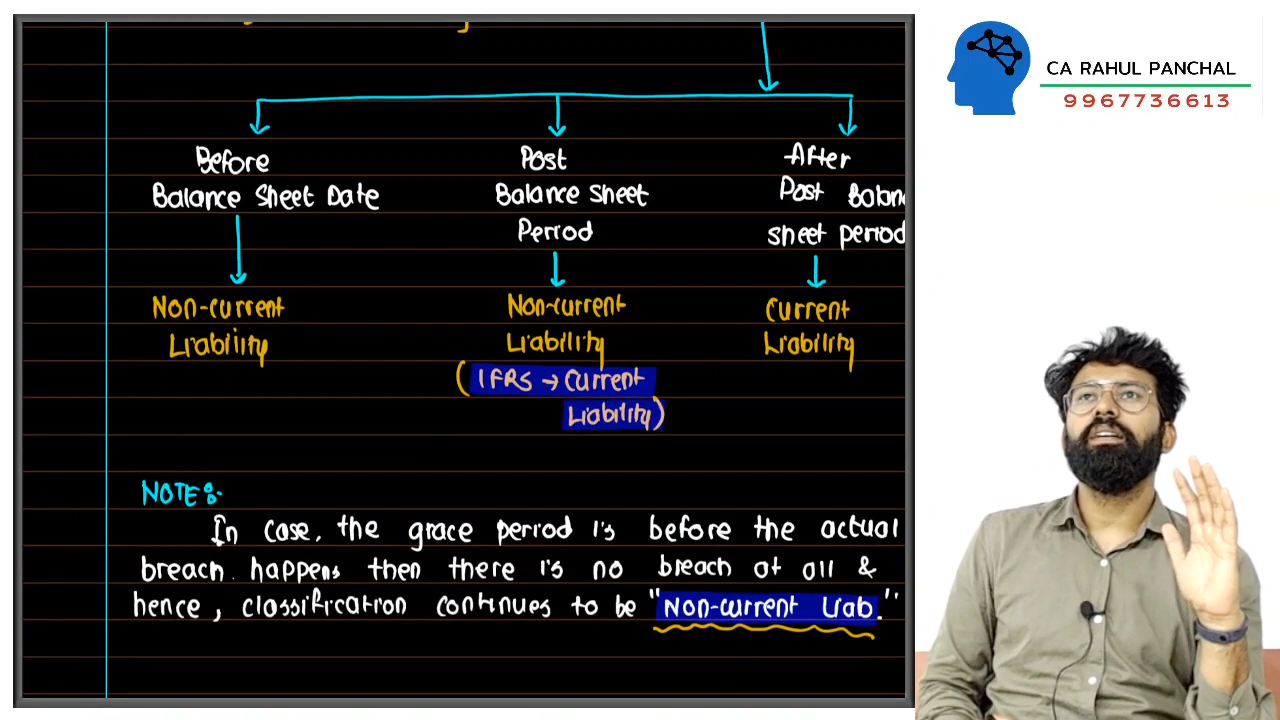 Before
Balance Sheet Date
Non-current
Liability
Post
Balance Sheet
Period
Non-current
Liability
(IFRS → Current
Liability)
After
Post
sheet period
Current
Liability
NOTE:-
In case, the grace period is before the actual
breach happens then there is no breach at all &
hence, classification continues to be "Non-current Liab."
CA RAHUL PANCHAL
9967736613